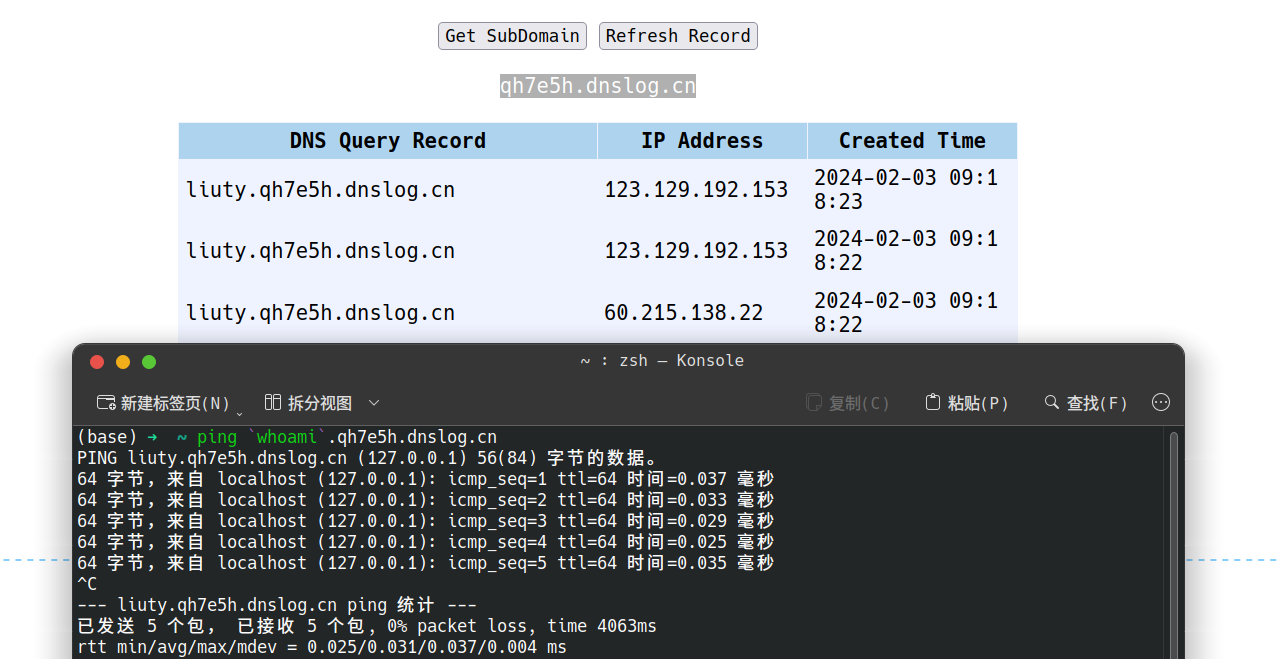 Get SubDomain Refresh Record
qh7e5h.dnslog.cn
DNS Query Record IP Address Created Time
liuty.qh7e5h.dnslog.cn 123.129.192.153 2024-02-03 09:1
8:23
liuty.qh7e5h.dnslog.cn 123.129.192.153 2024-02-03 09:1
8:22
liuty.qh7e5h.dnslog.cn 60.215.138.22 2024-02-03 09:1
8:22
~ : zsh — Konsole
新建标签页(N) 拆分视图 复制(C) 粘贴(P) 查找(F)
(base) ➜ ~ ping `whoami`.qh7e5h.dnslog.cn
PING liuty.qh7e5h.dnslog.cn (127.0.0.1) 56(84) 字节的数据。
64 字节，来自 localhost (127.0.0.1): icmp_seq=1 ttl=64 时间=0.037 毫秒
64 字节，来自 localhost (127.0.0.1): icmp_seq=2 ttl=64 时间=0.033 毫秒
64 字节，来自 localhost (127.0.0.1): icmp_seq=3 ttl=64 时间=0.029 毫秒
64 字节，来自 localhost (127.0.0.1): icmp_seq=4 ttl=64 时间=0.025 毫秒
64 字节，来自 localhost (127.0.0.1): icmp_seq=5 ttl=64 时间=0.035 毫秒
^C
--- liuty.qh7e5h.dnslog.cn ping 统计 ---
已发送 5 个包， 已接收 5 个包, 0% packet loss, time 4063ms
rtt min/avg/max/mdev = 0.025/0.031/0.037/0.004 ms